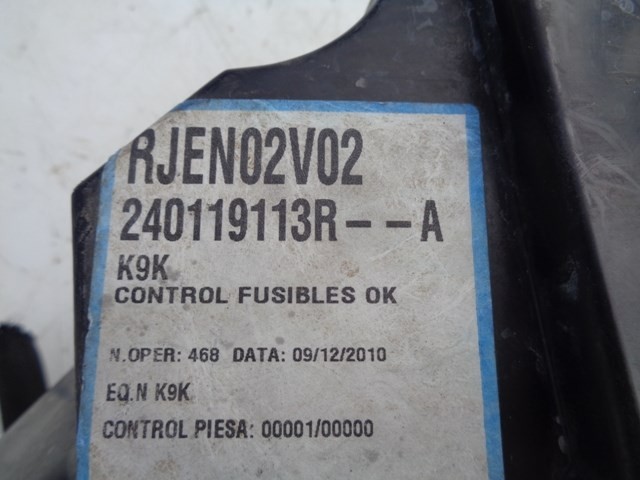 RJEN02V02
240119113R--A
K9K
CONTROL FUSIBLES OK
N.OPER: 468 DATA: 09/12/2010
EQ.N K9K
CONTROL PIESA: 00001/00000